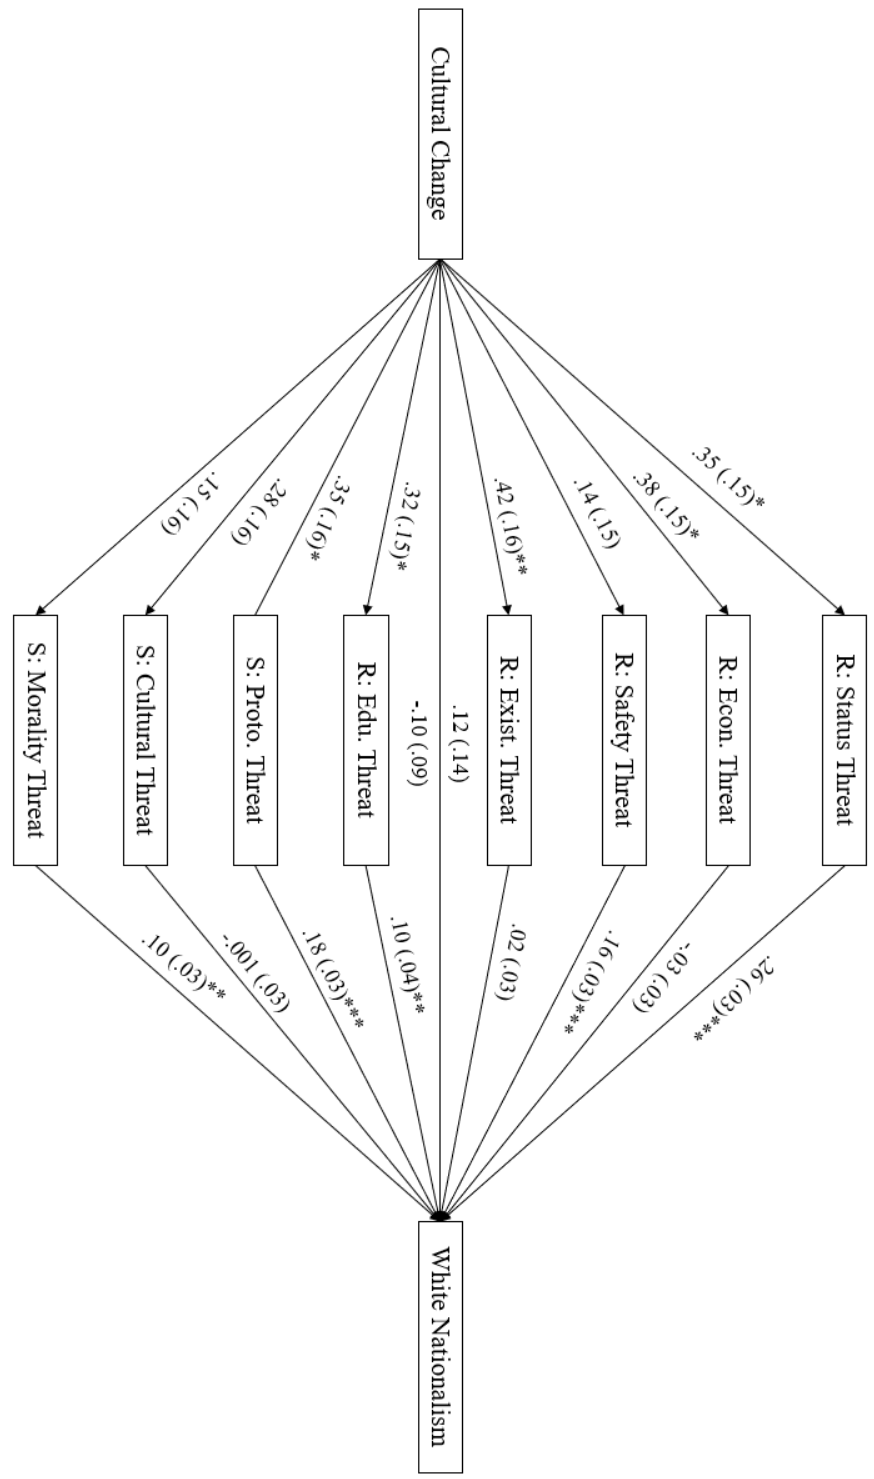 Cultural Change
.35 (.15)*
.38 (.15)*
.14 (.15)
.42 (.16)**
.32 (.15)*
.35 (.16)*
.28 (.16)
.15 (.16)
R: Status Threat
R: Econ. Threat
R: Safety Threat
R: Exist. Threat
.12 (.14)
-.10 (.09)
R: Edu. Threat
S: Proto. Threat
S: Cultural Threat
S: Morality Threat
.26 (.03)***
-.03 (.03)
.16 (.03)***
.02 (.03)
.10 (.04)**
.18 (.03)***
-.001 (.03)
.10 (.03)**
White Nationalism